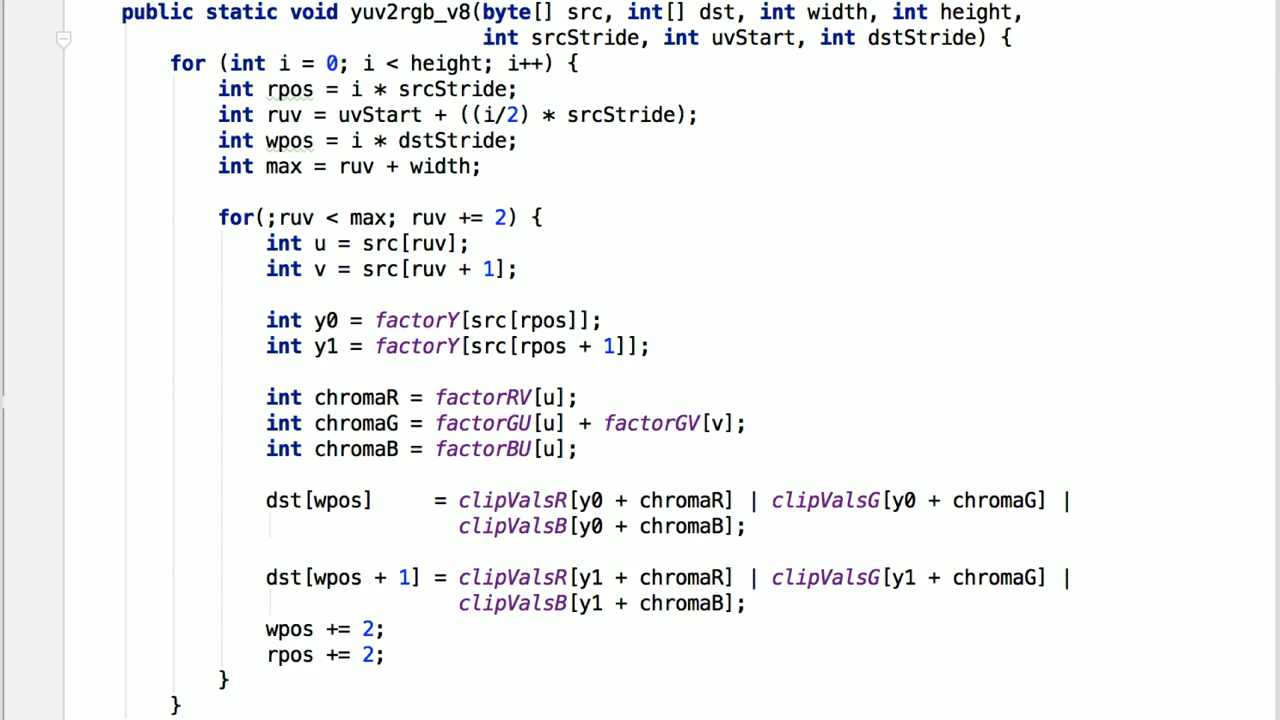 public static void yuv2rgb_v8(byte[] src, int[] dst, int width, int height,
                              int srcStride, int uvStart, int dstStride) {
    for (int i = 0; i < height; i++) {
        int rpos = i * srcStride;
        int ruv = uvStart + ((i/2) * srcStride);
        int wpos = i * dstStride;
        int max = ruv + width;

        for(;ruv < max; ruv += 2) {
            int u = src[ruv];
            int v = src[ruv + 1];

            int y0 = factorY[src[rpos]];
            int y1 = factorY[src[rpos + 1]];

            int chromaR = factorRV[u];
            int chromaG = factorGU[u] + factorGV[v];
            int chromaB = factorBU[u];

            dst[wpos]     = clipValsR[y0 + chromaR] | clipValsG[y0 + chromaG] |
                            clipValsB[y0 + chromaB];

            dst[wpos + 1] = clipValsR[y1 + chromaR] | clipValsG[y1 + chromaG] |
                            clipValsB[y1 + chromaB];
            wpos += 2;
            rpos += 2;
        }
    }